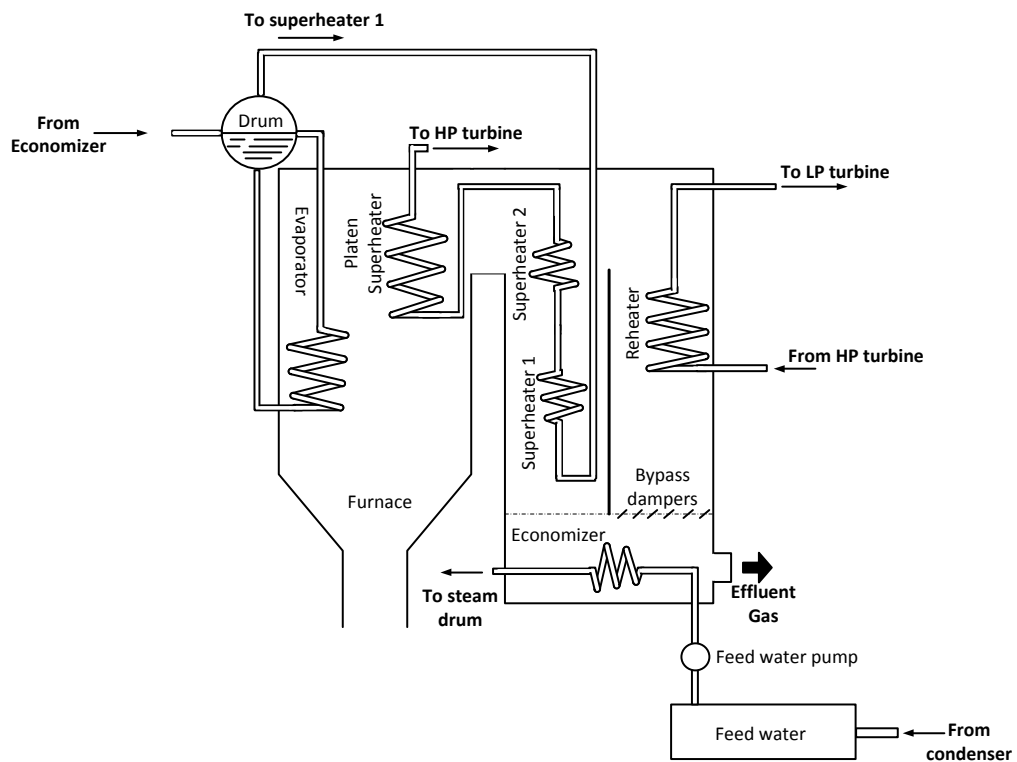 To superheater 1
Drum
From
Economizer
To HP turbine
To LP turbine
Evaporator
Platen
Superheater
Superheater 2
Reheater
From HP turbine
Superheater 1
Bypass
dampers
Furnace
Economizer
To steam
drum
Effluent
Gas
Feed water pump
Feed water
From
condenser